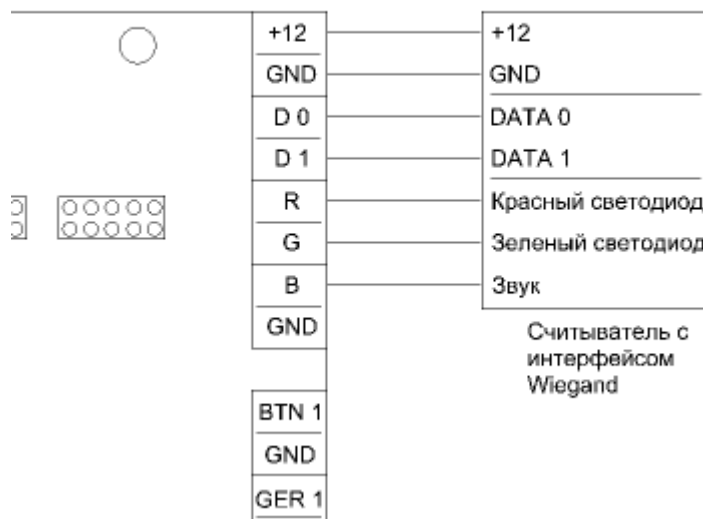 +12
GND
D 0
D 1
R
G
B
GND
BTN 1
GND
GER 1
+12
GND
DATA 0
DATA 1
Красный светодиод
Зеленый светодиод
Звук
Считыватель с
интерфейсом
Wiegand